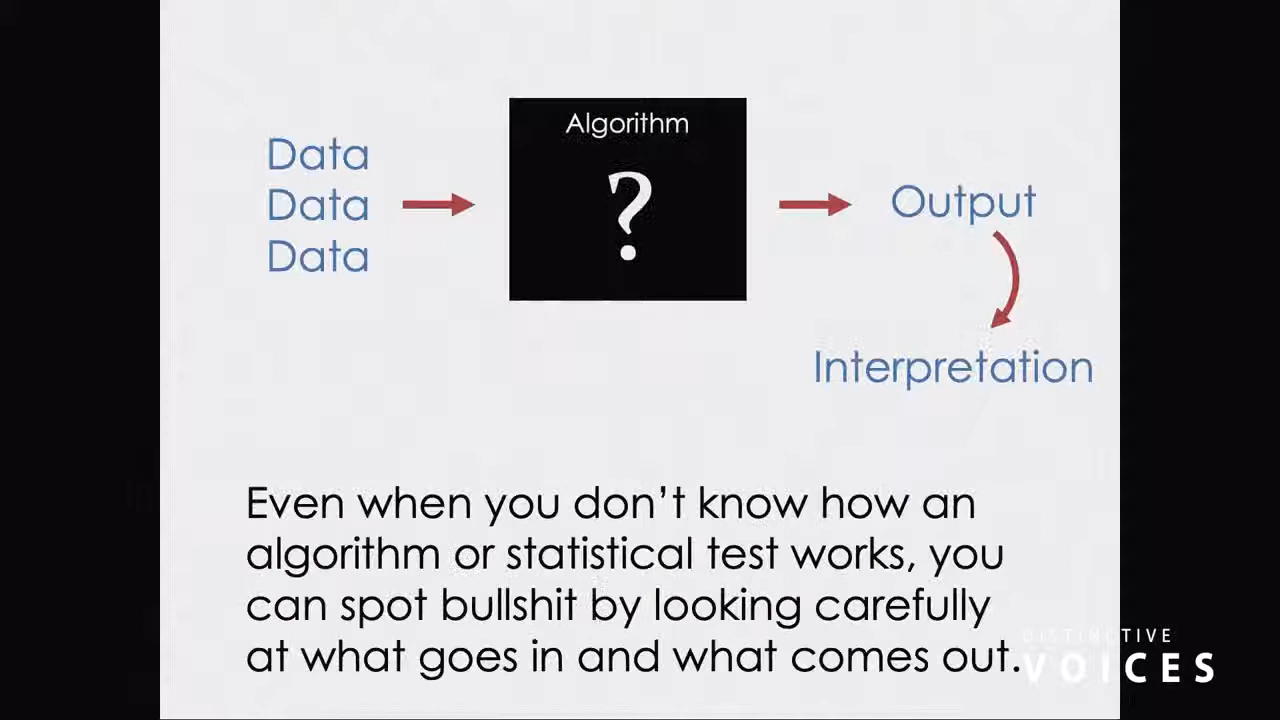 Algorithm
?
Data
Data
Data
Output
Interpretation
Even when you don’t know how an
algorithm or statistical test works, you
can spot bullshit by looking carefully
at what goes in and what comes out.
DISTINCTIVE
VOICES